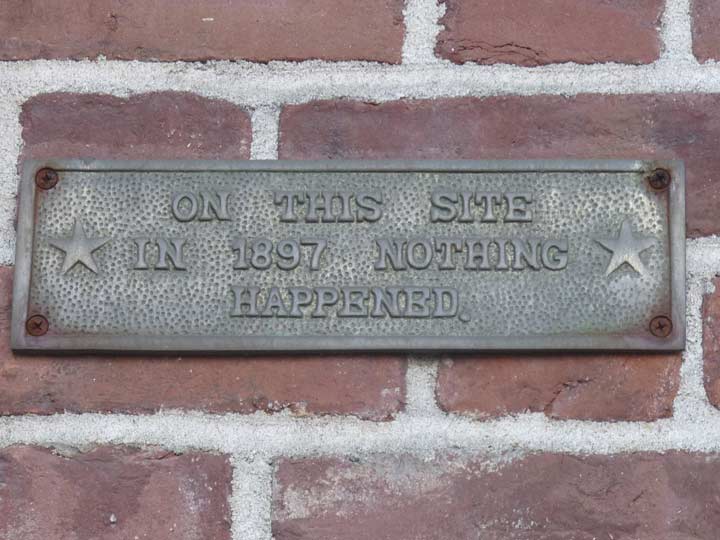 ON THIS SITE
IN 1897 NOTHING
HAPPENED.